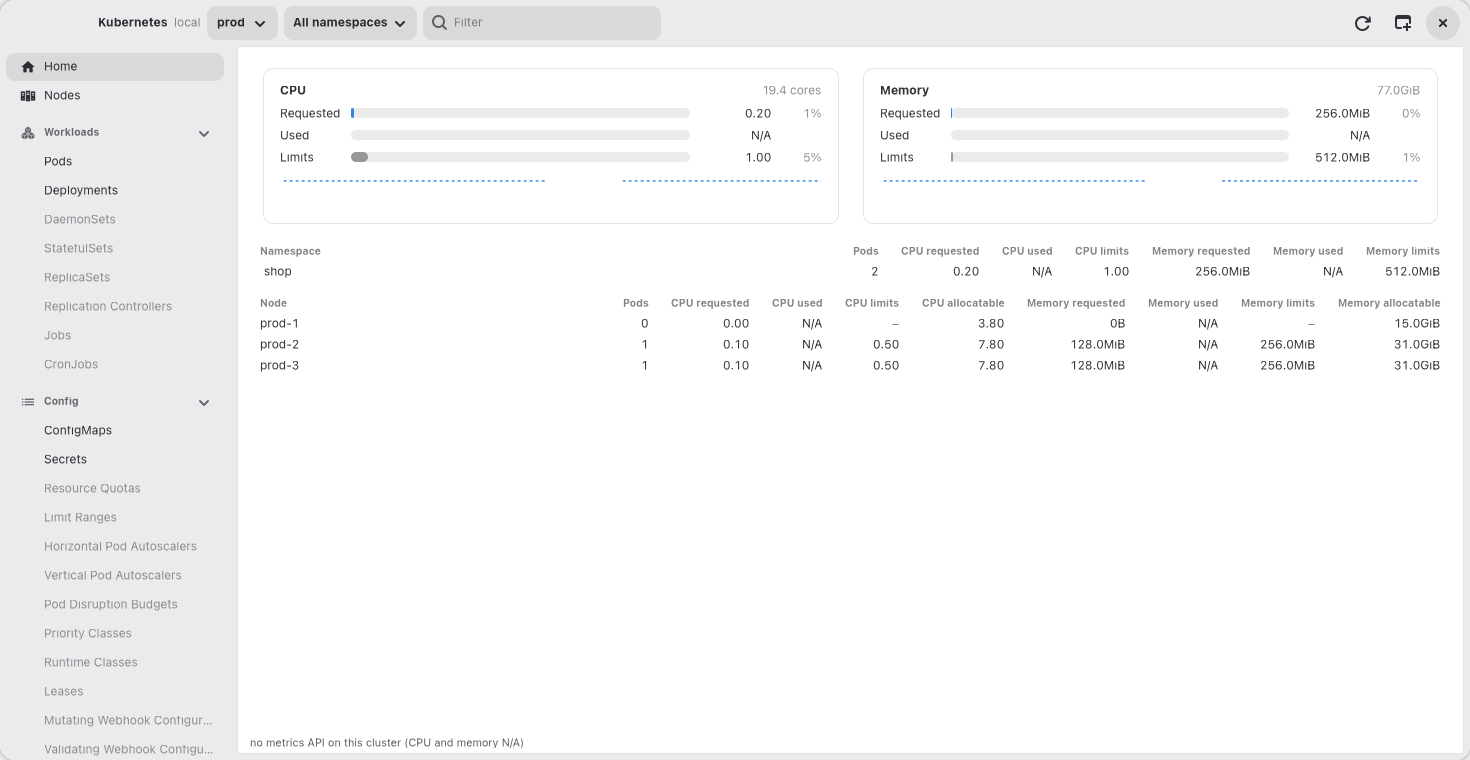 Kubernetes local prod All namespaces Filter
Home
Nodes
Workloads
Pods
Deployments
DaemonSets
StatefulSets
ReplicaSets
Replication Controllers
Jobs
CronJobs
Config
ConfigMaps
Secrets
Resource Quotas
Limit Ranges
Horizontal Pod Autoscalers
Vertical Pod Autoscalers
Pod Disruption Budgets
Priority Classes
Runtime Classes
Leases
Mutating Webhook Configur...
Validating Webhook Configu...
CPU 19.4 cores
Requested 0.20 1%
Used N/A
Limits 1.00 5%
Memory 77.0GiB
Requested 256.0MiB 0%
Used N/A
Limits 512.0MiB 1%
Namespace Pods CPU requested CPU used CPU limits Memory requested Memory used Memory limits
shop 2 0.20 N/A 1.00 256.0MiB N/A 512.0MiB
Node Pods CPU requested CPU used CPU limits CPU allocatable Memory requested Memory used Memory limits Memory allocatable
prod-1 0 0.00 N/A – 3.80 0B N/A – 15.0GiB
prod-2 1 0.10 N/A 0.50 7.80 128.0MiB N/A 256.0MiB 31.0GiB
prod-3 1 0.10 N/A 0.50 7.80 128.0MiB N/A 256.0MiB 31.0GiB
no metrics API on this cluster (CPU and memory N/A)